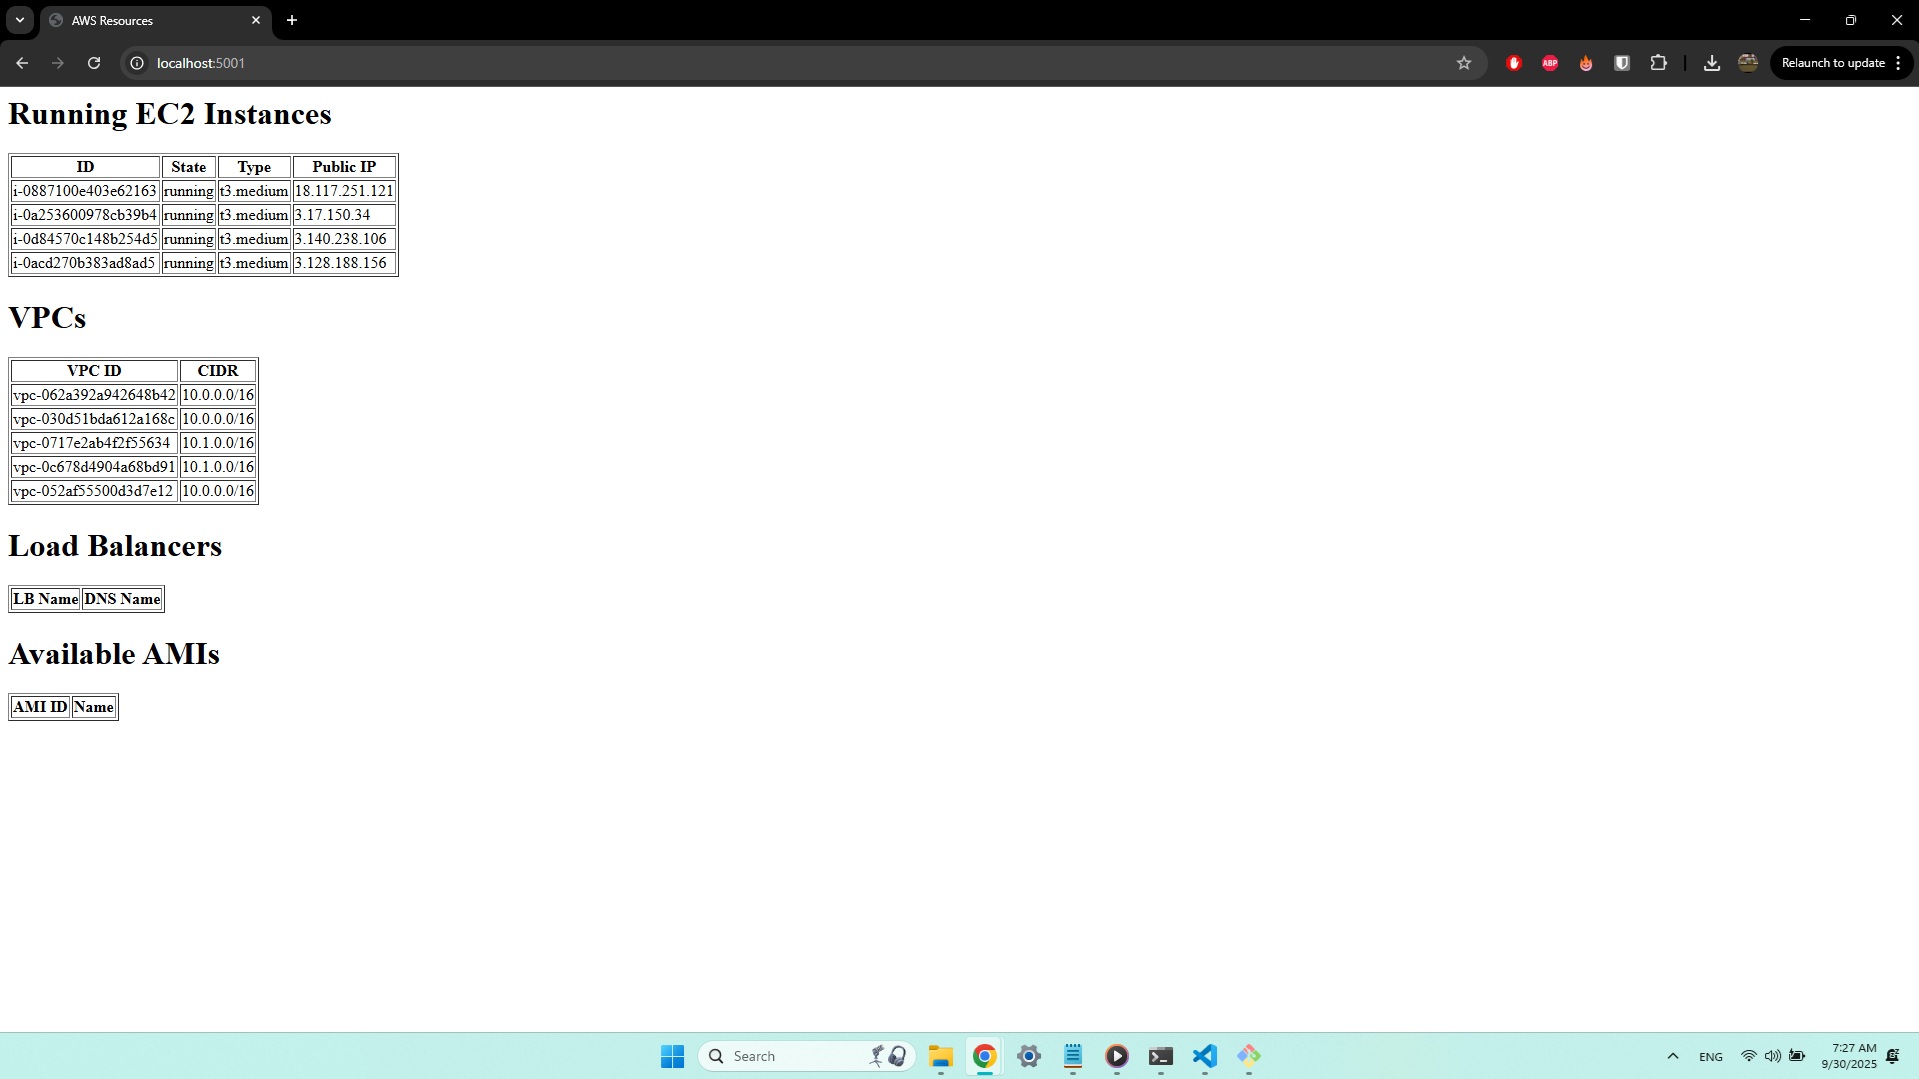 AWS Resources
localhost:5001
ABP
Relaunch to update
Running EC2 Instances
ID State Type Public IP
i-0887100e403e62163 running t3.medium 18.117.251.121
i-0a253600978cb39b4 running t3.medium 3.17.150.34
i-0d84570c148b254d5 running t3.medium 3.140.238.106
i-0acd270b383ad8ad5 running t3.medium 3.128.188.156
VPCs
VPC ID CIDR
vpc-062a392a942648b42 10.0.0.0/16
vpc-030d51bda612a168c 10.0.0.0/16
vpc-0717e2ab4f2f55634 10.1.0.0/16
vpc-0c678d4904a68bd91 10.1.0.0/16
vpc-052af55500d3d7e12 10.0.0.0/16
Load Balancers
LB Name DNS Name
Available AMIs
AMI ID Name
Search
ENG
7:27 AM
9/30/2025